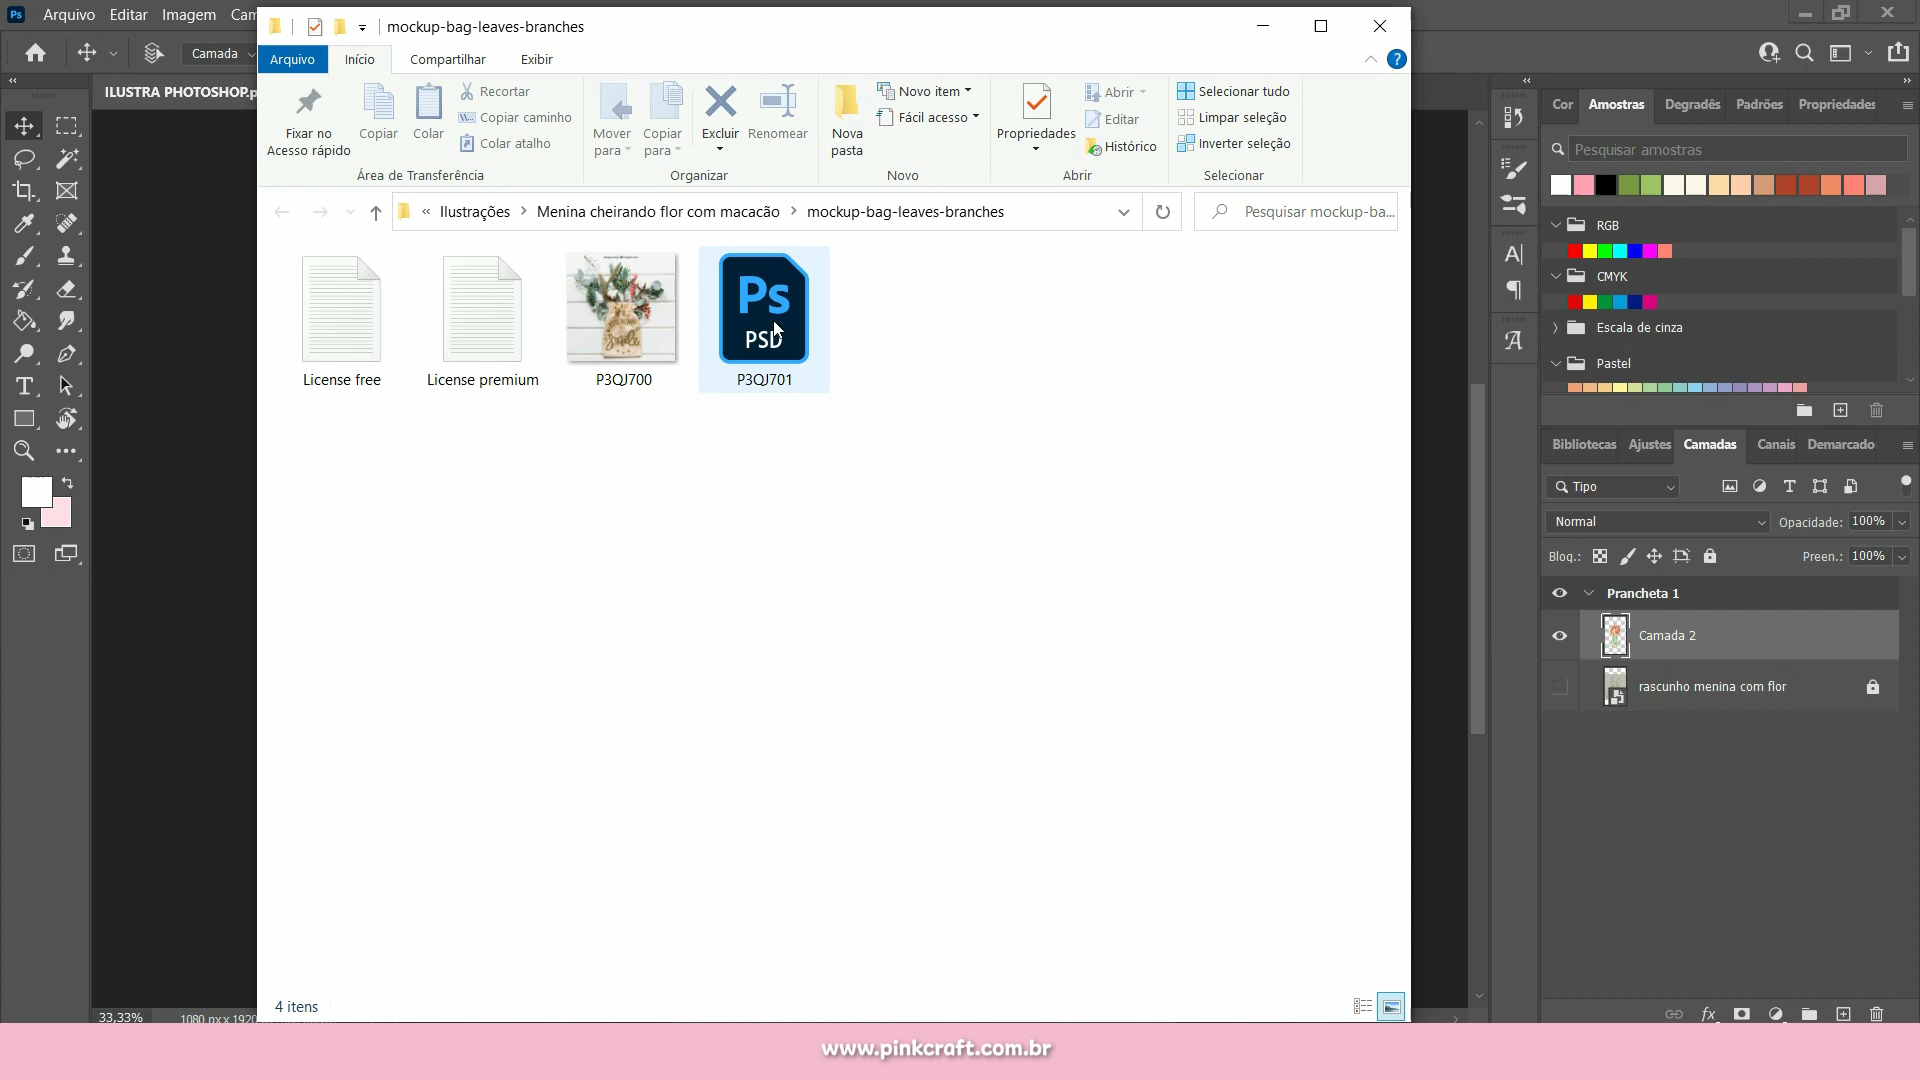 Ps Arquivo Editar Imagem Cam
Camada
ILUSTRA PHOTOSHOP.p
mockup-bag-leaves-branches
Arquivo Início Compartilhar Exibir
Fixar no
Acesso rápido
Copiar
Colar
Recortar
Copiar caminho
Colar atalho
Área de Transferência
Mover
para
Copiar
para
Excluir
Renomear
Organizar
Nova
pasta
Novo item
Fácil acesso
Novo
Propriedades
Abrir
Editar
Histórico
Abrir
Selecionar tudo
Limpar seleção
Inverter seleção
Selecionar
« Ilustrações > Menina cheirando flor com macacão > mockup-bag-leaves-branches
Pesquisar mockup-ba...
Ps
PSD
License free
License premium
P3QJ700
P3QJ701
4 itens
33,33%
1080 px x 1920
Cor Amostras Degradês Padrões Propriedades
Pesquisar amostras
RGB
CMYK
Escala de cinza
Pastel
Bibliotecas Ajustes Camadas Canais Demarcado
Tipo
Normal
Opacidade: 100%
Bloq.:
Preen.: 100%
Prancheta 1
Camada 2
rascunho menina com flor
www.pinkcraft.com.br